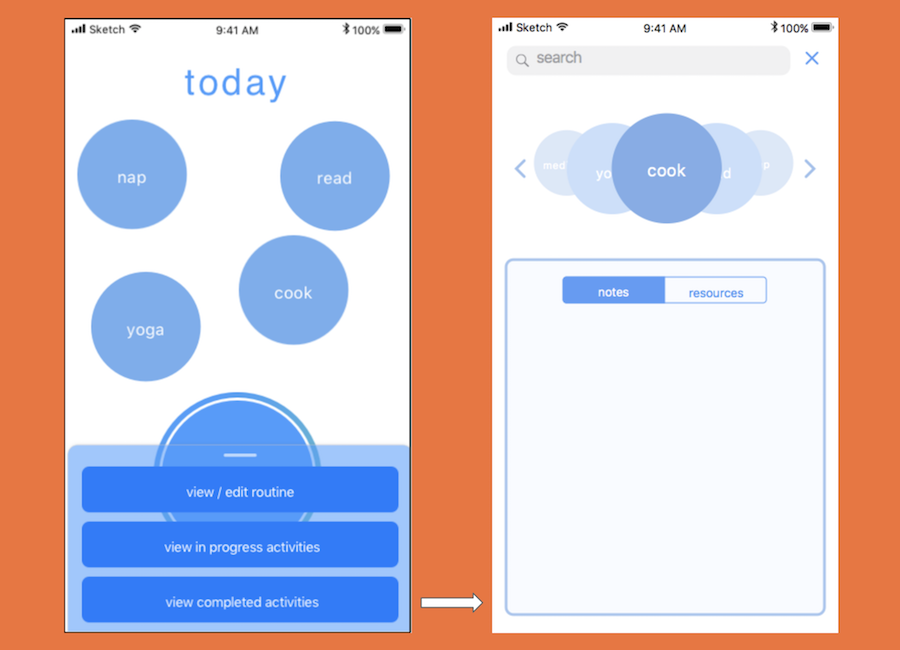 Sketch 9:41 AM 100%
today
nap
read
cook
yoga
view / edit routine
view in progress activities
view completed activities
Sketch 9:41 AM 100%
search
med yo cook d p
notes resources